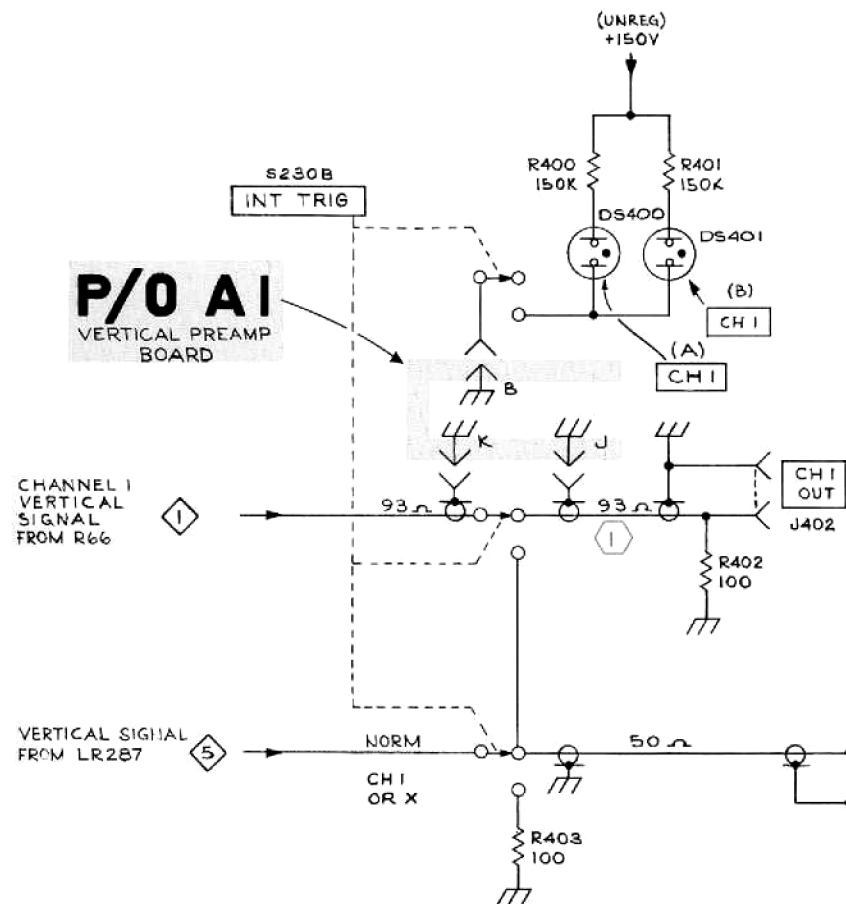 (UNREG)
+150V
R400
150K
R401
150K
S230B
INT TRIG
DS400
DS401
P/O A1
VERTICAL PREAMP
BOARD
(B)
CH 1
(A)
CH 1
B
K
J
CHANNEL 1
VERTICAL
SIGNAL
FROM R66
1
93 Ω
93 Ω
1
CH 1
OUT
J402
R402
100
VERTICAL SIGNAL
FROM LR287
5
NORM
50 Ω
CH 1
OR X
R403
100